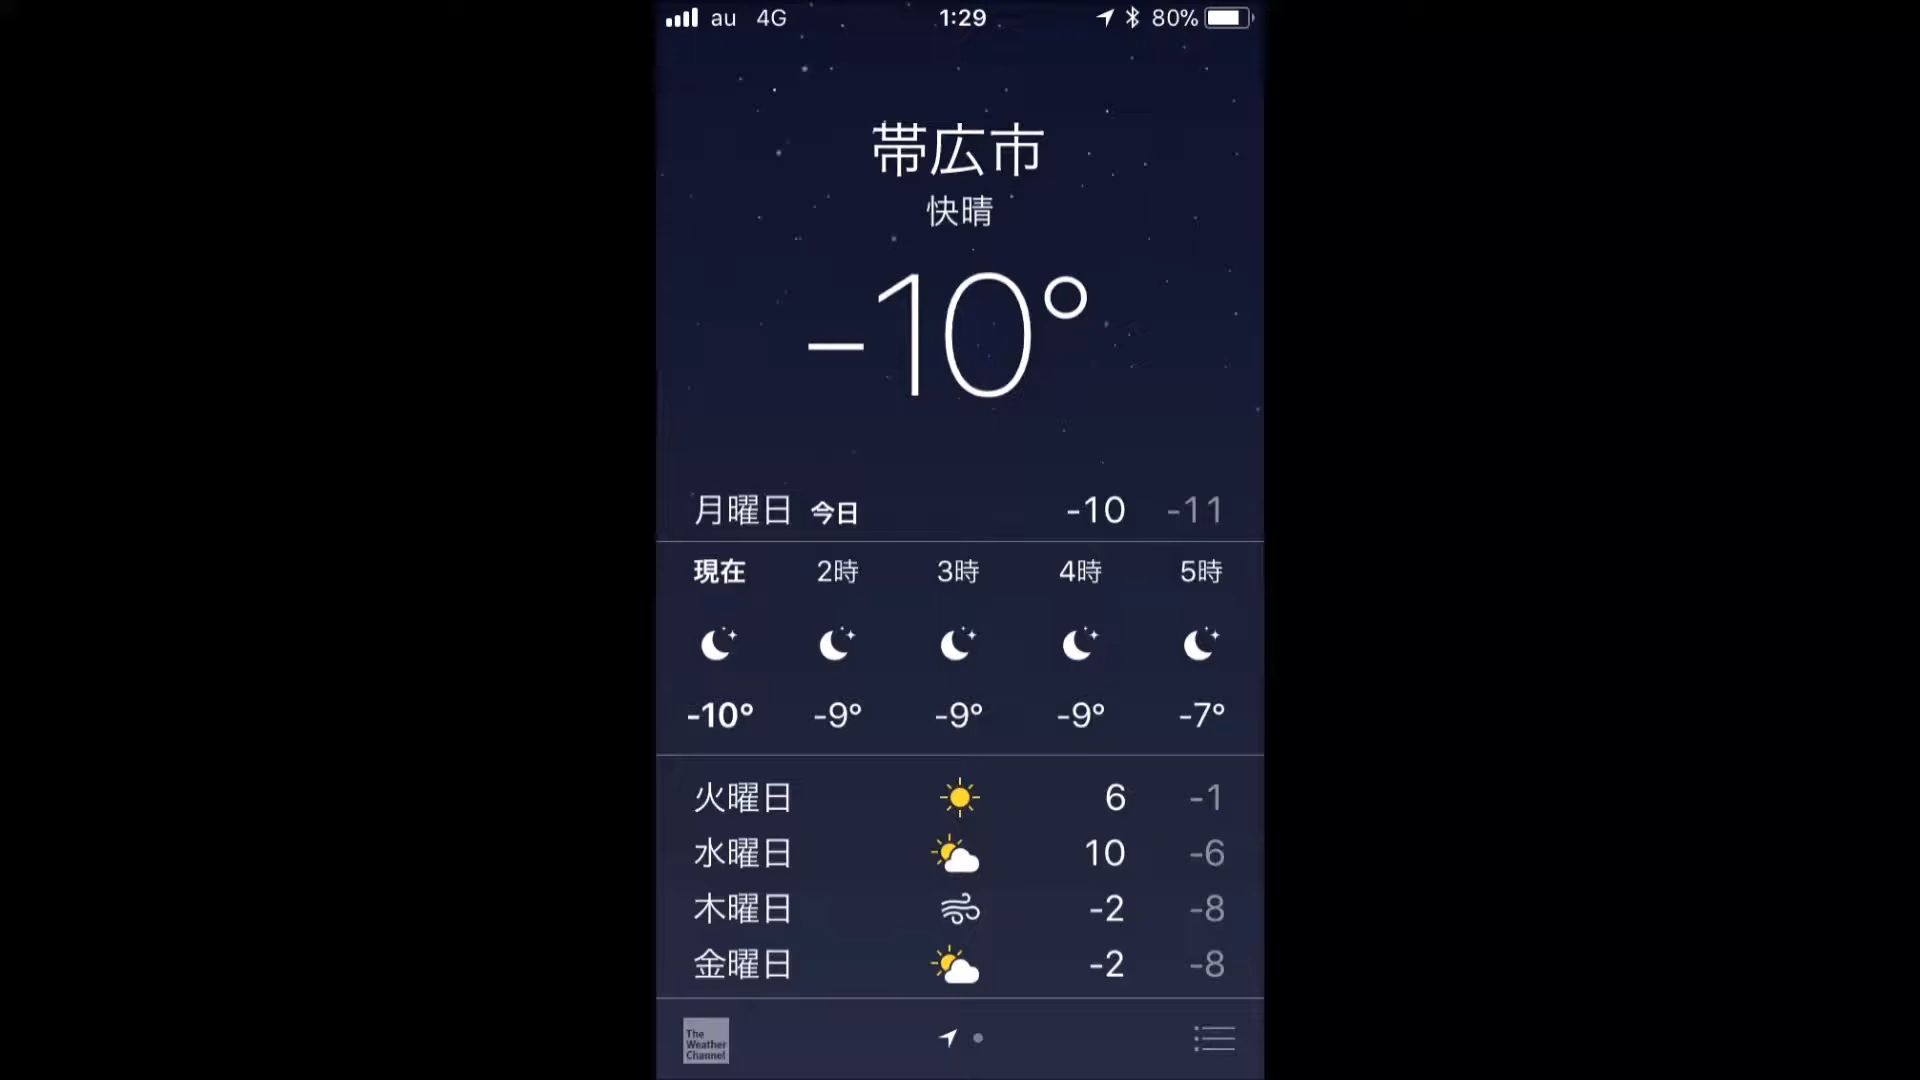 au 4G 1:29 80%
帯広市
快晴
-10°
月曜日 今日 -10 -11
現在 2時 3時 4時 5時
-10° -9° -9° -9° -7°
火曜日 6 -1
水曜日 10 -6
木曜日 -2 -8
金曜日 -2 -8
The
Weather
Channel